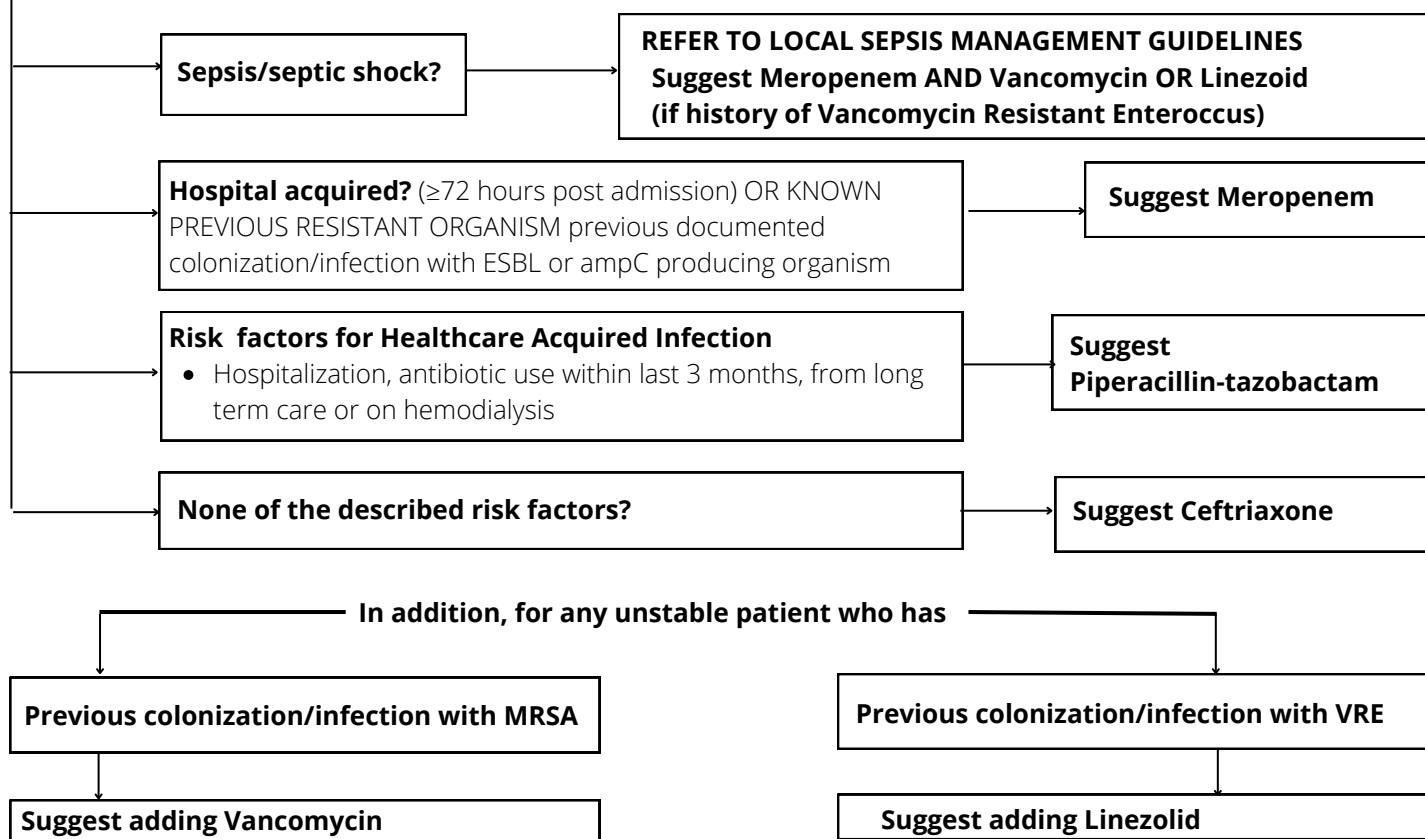 Sepsis/septic shock?
REFER TO LOCAL SEPSIS MANAGEMENT GUIDELINES
Suggest Meropenem AND Vancomycin OR Linezoid
(if history of Vancomycin Resistant Enteroccus)
Hospital acquired? (≥72 hours post admission) OR KNOWN
PREVIOUS RESISTANT ORGANISM previous documented
colonization/infection with ESBL or ampC producing organism
Suggest Meropenem
Risk factors for Healthcare Acquired Infection
• Hospitalization, antibiotic use within last 3 months, from long
term care or on hemodialysis
Suggest
Piperacillin-tazobactam
None of the described risk factors?
Suggest Ceftriaxone
In addition, for any unstable patient who has
Previous colonization/infection with MRSA
Previous colonization/infection with VRE
Suggest adding Vancomycin
Suggest adding Linezolid